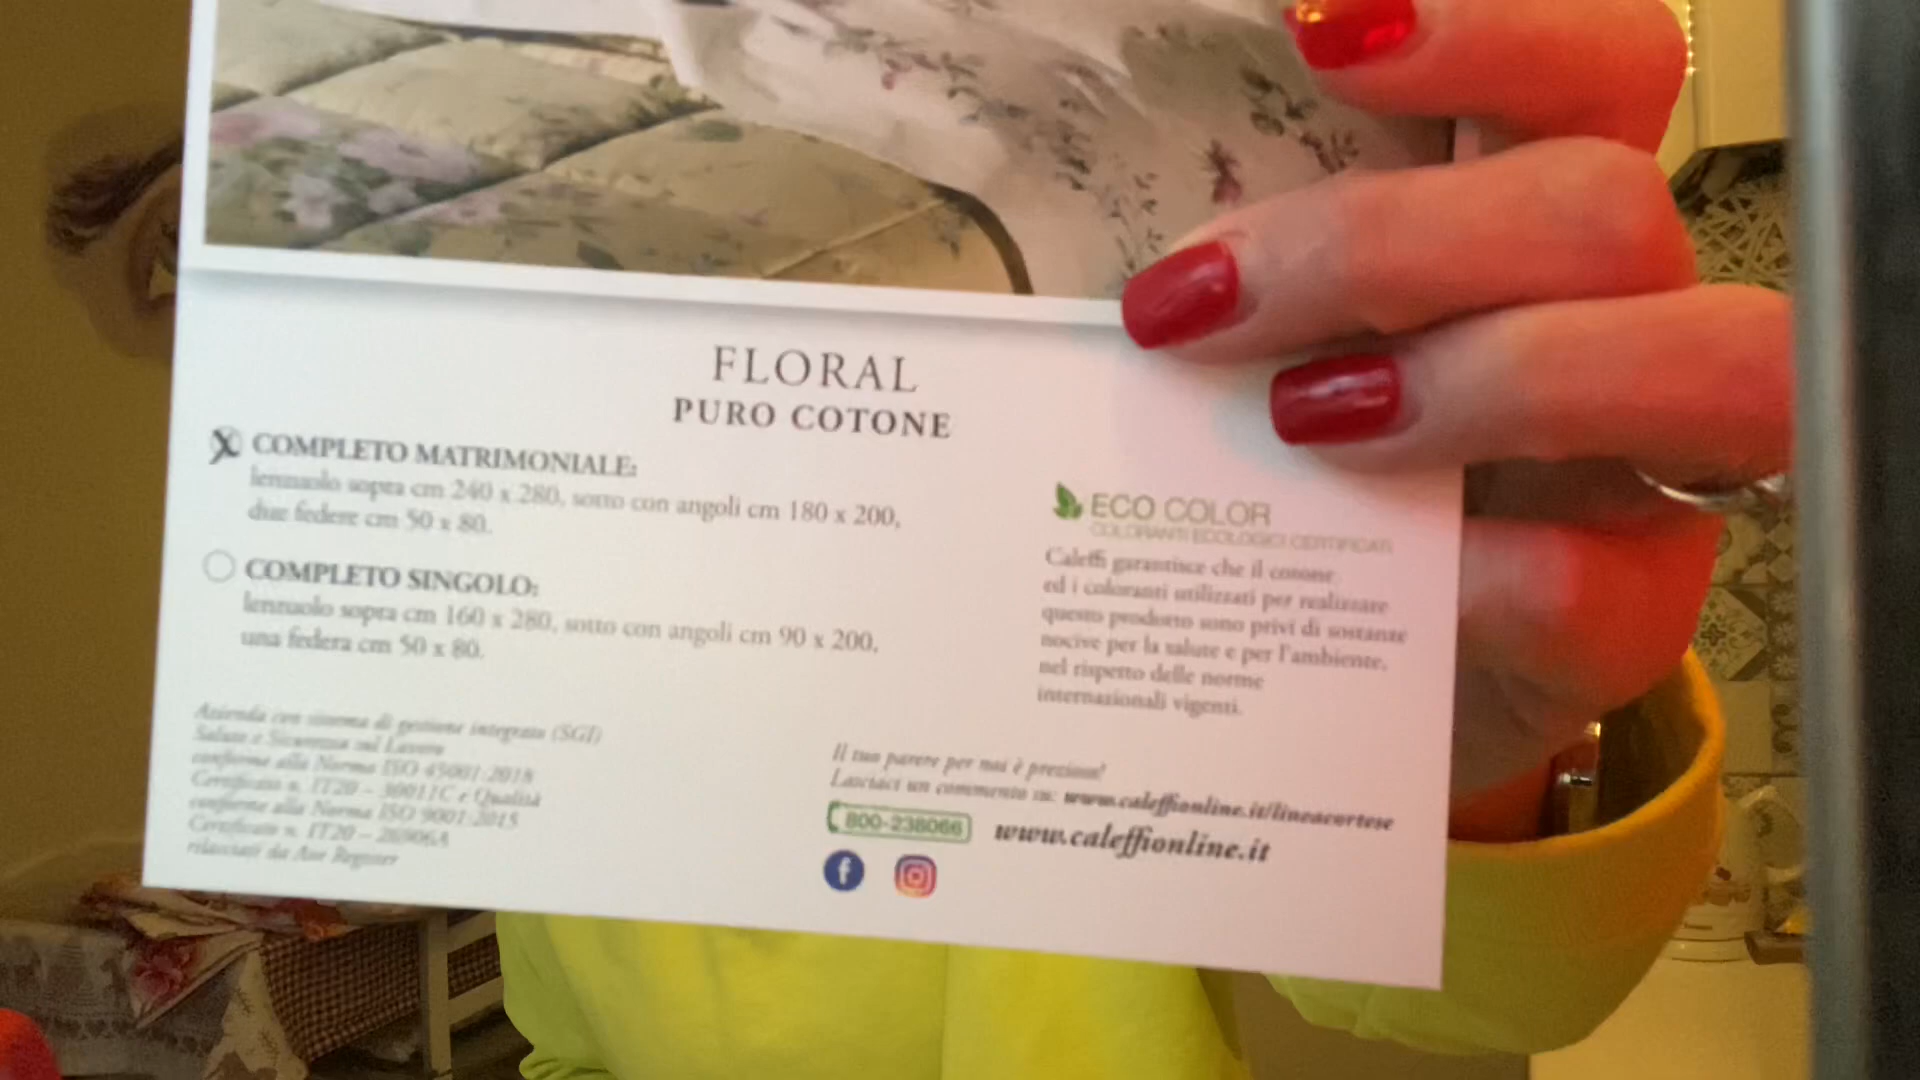 FLORAL
PURO COTONE
COMPLETO MATRIMONIALE:
lenzuolo sopra cm 240 x 280, sotto con angoli cm 180 x 200,
due federe cm 50 x 80.
COMPLETO SINGOLO:
lenzuolo sopra cm 160 x 280, sotto con angoli cm 90 x 200,
una federa cm 50 x 80.
ECO COLOR
COLORANTI ECOLOGICI CERTIFICATI
Caleffi garantisce che il cotone
ed i coloranti utilizzati per realizzare
questo prodotto sono privi di sostanze
nocive per la salute e per l'ambiente,
nel rispetto delle norme
internazionali vigenti.
Azienda con sistema di gestione integrato (SGI)
Salute e Sicurezza sul Lavoro
conforme alla Norma ISO 45001:2018
Certificato n. IT20 – 30011C e Qualità
conforme alla Norma ISO 9001:2015
Certificato n. IT20 – 26906A
rilasciati da Axe Register
Il tuo parere per noi è prezioso!
Lasciaci un commento su: www.caleffionline.it/lineacortese
800-238066
www.caleffionline.it